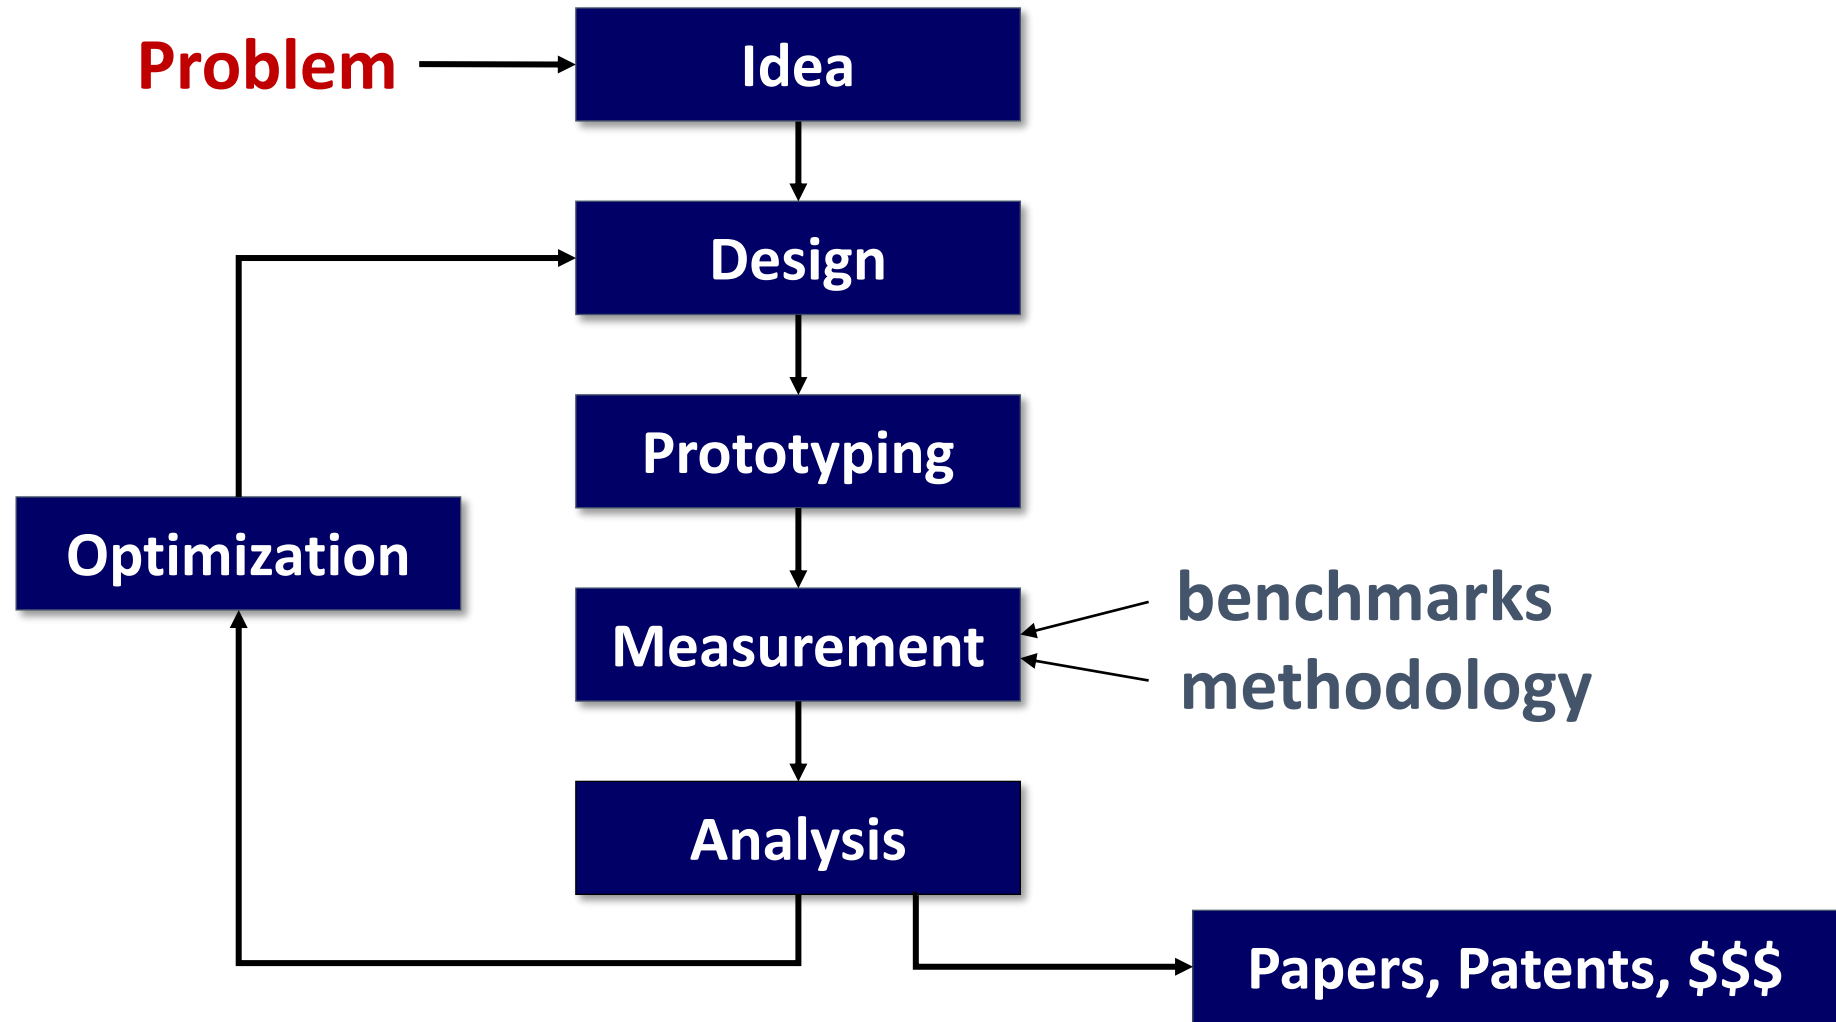 Problem
Idea
Design
Prototyping
Optimization
Measurement
benchmarks
methodology
Analysis
Papers, Patents, $$$